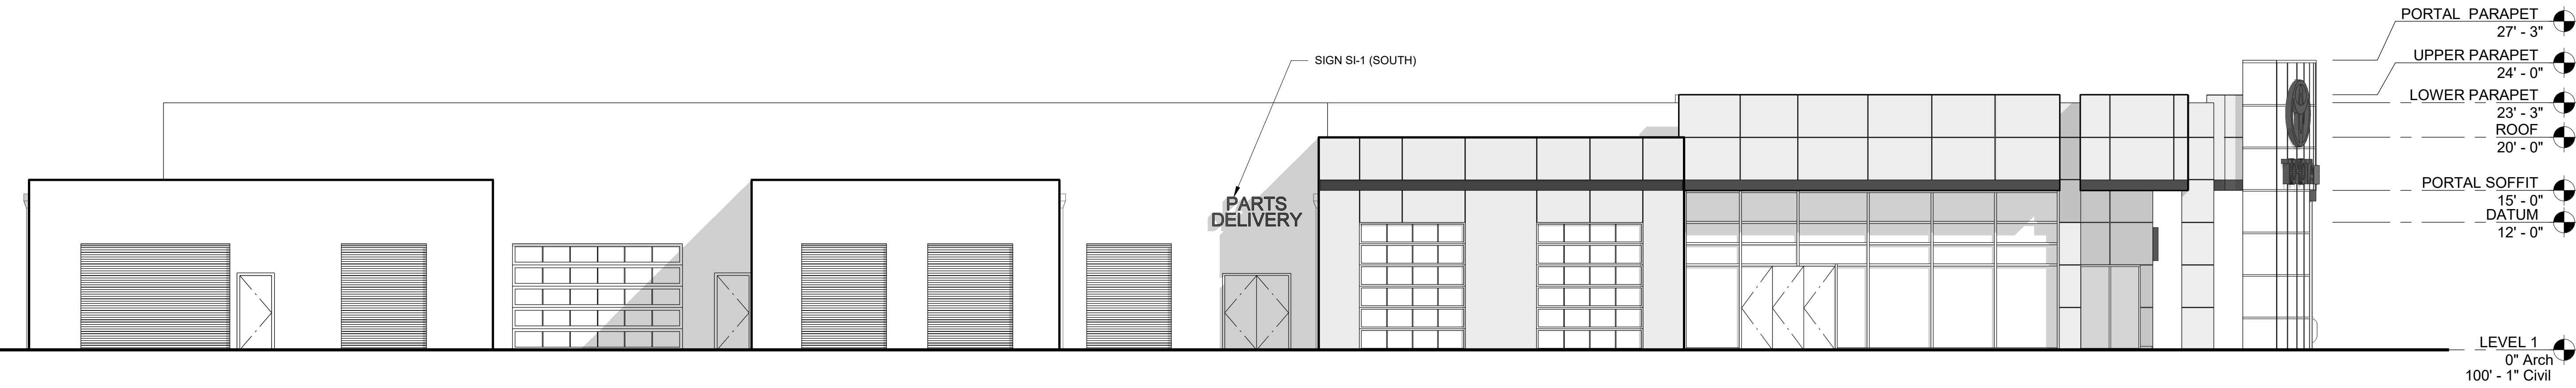 PORTAL PARAPET
27' - 3"
UPPER PARAPET
24' - 0"
SIGN SI-1 (SOUTH)
LOWER PARAPET
23' - 3"
ROOF
20' - 0"
PORTAL SOFFIT
15' - 0"
PARTS
DELIVERY
DATUM
12' - 0"
LEVEL 1
0" Arch
100' - 1" Civil